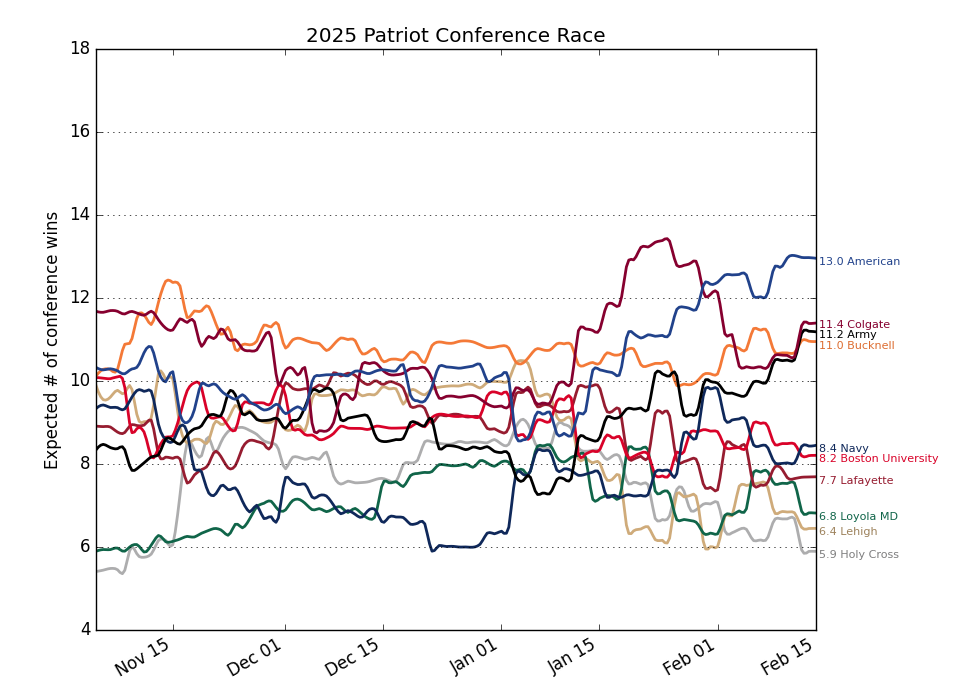 2025 Patriot Conference Race
Expected # of conference wins
18
16
14
12
10
8
6
4
13.0 American
11.4 Colgate
11.2 Army
11.0 Bucknell
8.4 Navy
8.2 Boston University
7.7 Lafayette
6.8 Loyola MD
6.4 Lehigh
5.9 Holy Cross
Nov 15
Dec 01
Dec 15
Jan 01
Jan 15
Feb 01
Feb 15